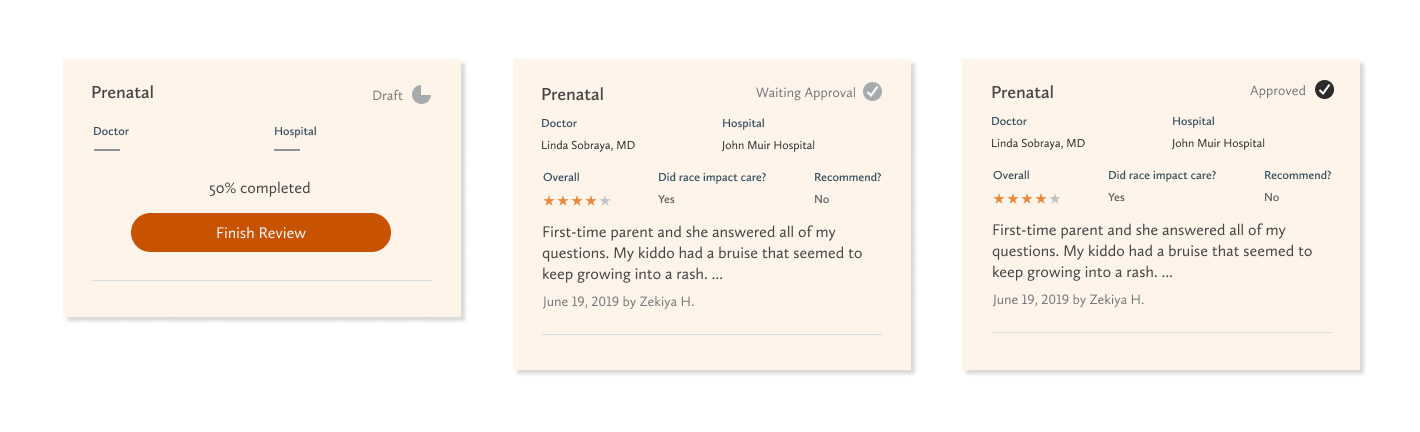 Prenatal
Draft
Doctor
Hospital
50% completed
Finish Review
Prenatal
Waiting Approval
Doctor
Hospital
Linda Sobraya, MD
John Muir Hospital
Overall
Did race impact care?
Recommend?
Yes
No
First-time parent and she answered all of my
questions. My kiddo had a bruise that seemed to
keep growing into a rash. ...
June 19, 2019 by Zekiya H.
Prenatal
Approved
Doctor
Hospital
Linda Sobraya, MD
John Muir Hospital
Overall
Did race impact care?
Recommend?
Yes
No
First-time parent and she answered all of my
questions. My kiddo had a bruise that seemed to
keep growing into a rash. ...
June 19, 2019 by Zekiya H.